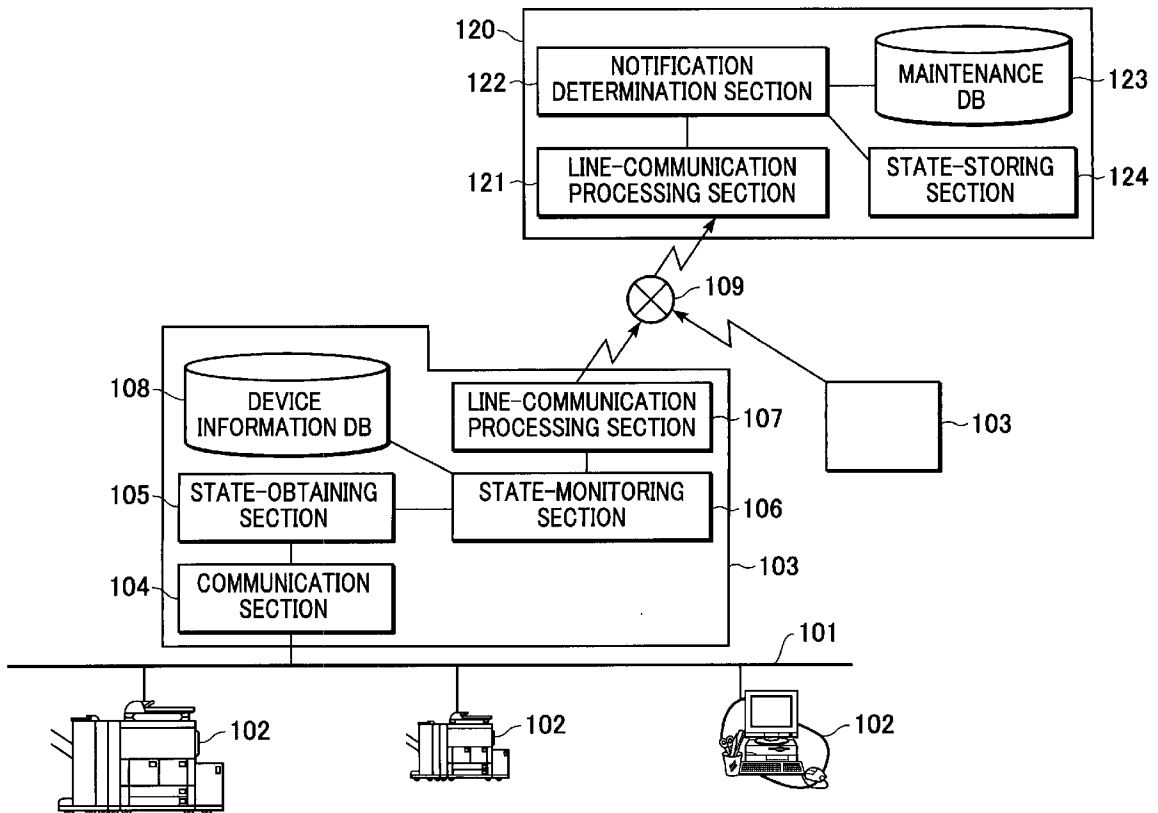 120
122
NOTIFICATION
DETERMINATION SECTION
MAINTENANCE
DB
123
121
LINE-COMMUNICATION
PROCESSING SECTION
STATE-STORING
SECTION
124
109
108
DEVICE
INFORMATION DB
LINE-COMMUNICATION
PROCESSING SECTION
107
103
105
STATE-OBTAINING
SECTION
STATE-MONITORING
SECTION
106
104
COMMUNICATION
SECTION
103
101
102
102
102